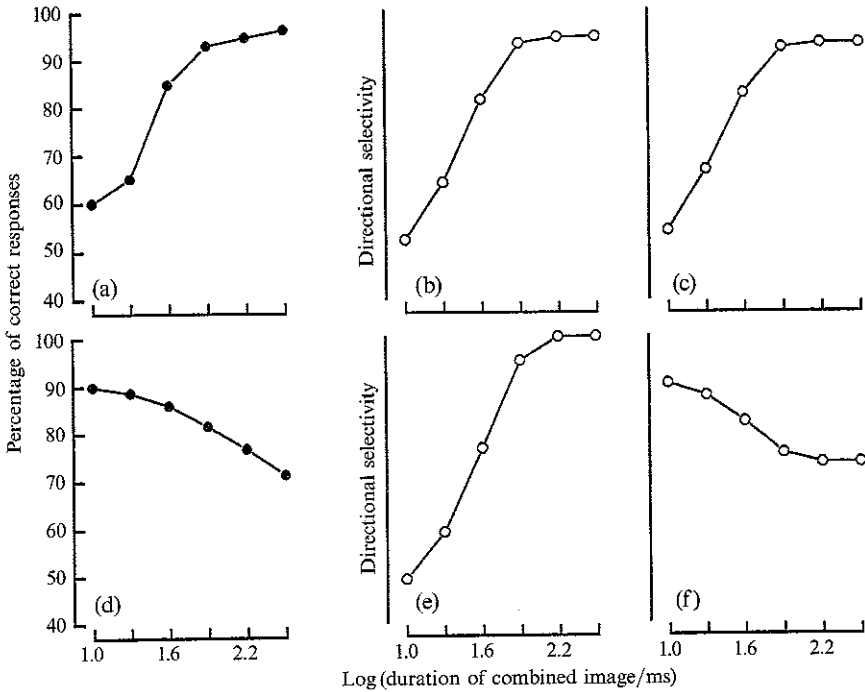 100
90
80
70
60
50
40
(a)
Percentage of correct responses
Directional selectivity
(b)
(c)
100
90
80
70
60
50
40
(d)
Directional selectivity
(e)
(f)
1.0 1.6 2.2
1.0 1.6 2.2
1.0 1.6 2.2
Log (duration of combined image/ms)